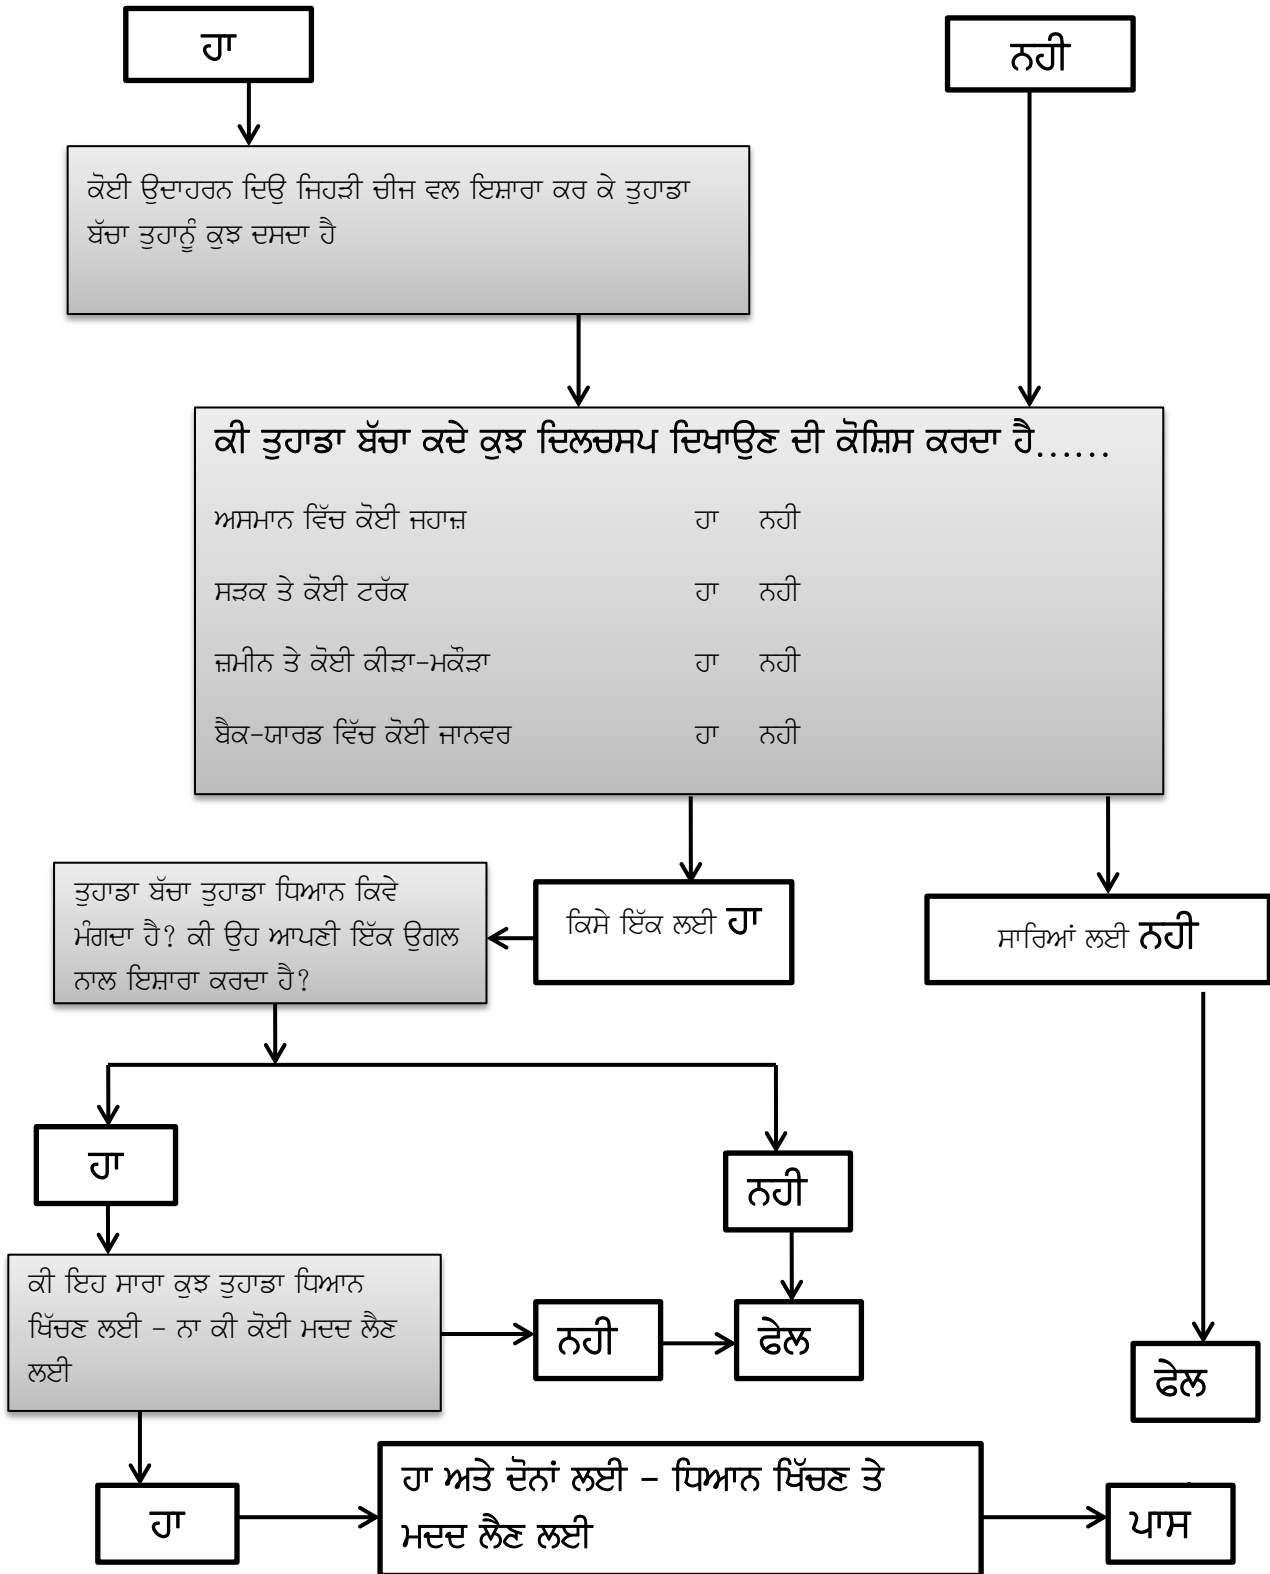 ਹਾ
ਨਹੀ
ਕੋਈ ਉਦਾਹਰਨ ਦਿਉ ਜਿਹੜੀ ਚੀਜ ਵਲ ਇਸ਼ਾਰਾ ਕਰ ਕੇ ਤੁਹਾਡਾ
ਬੱਚਾ ਤੁਹਾਨੂੰ ਕੁਝ ਦਸਦਾ ਹੈ
ਕੀ ਤੁਹਾਡਾ ਬੱਚਾ ਕਦੇ ਕੁਝ ਦਿਲਚਸਪ ਦਿਖਾਉਣ ਦੀ ਕੋਸ਼ਿਸ ਕਰਦਾ ਹੈ......
ਅਸਮਾਨ ਵਿੱਚ ਕੋਈ ਜਹਾਜ਼ ਹਾ ਨਹੀ
ਸੜਕ ਤੇ ਕੋਈ ਟਰੱਕ ਹਾ ਨਹੀ
ਜ਼ਮੀਨ ਤੇ ਕੋਈ ਕੀੜਾ-ਮਕੌੜਾ ਹਾ ਨਹੀ
ਬੈਕ-ਯਾਰਡ ਵਿੱਚ ਕੋਈ ਜਾਨਵਰ ਹਾ ਨਹੀ
ਤੁਹਾਡਾ ਬੱਚਾ ਤੁਹਾਡਾ ਧਿਆਨ ਕਿਵੇ
ਮੰਗਦਾ ਹੈ? ਕੀ ਉਹ ਆਪਣੀ ਇੱਕ ਉਗਲ
ਨਾਲ ਇਸ਼ਾਰਾ ਕਰਦਾ ਹੈ?
ਕਿਸੇ ਇੱਕ ਲਈ ਹਾ
ਸਾਰਿਆਂ ਲਈ ਨਹੀ
ਹਾ
ਨਹੀ
ਕੀ ਇਹ ਸਾਰਾ ਕੁਝ ਤੁਹਾਡਾ ਧਿਆਨ
ਖਿੱਚਣ ਲਈ - ਨਾ ਕੀ ਕੋਈ ਮਦਦ ਲੈਣ
ਲਈ
ਨਹੀ
ਫੇਲ
ਫੇਲ
ਹਾ
ਹਾ ਅਤੇ ਦੋਨਾਂ ਲਈ - ਧਿਆਨ ਖਿੱਚਣ ਤੇ
ਮਦਦ ਲੈਣ ਲਈ
ਪਾਸ